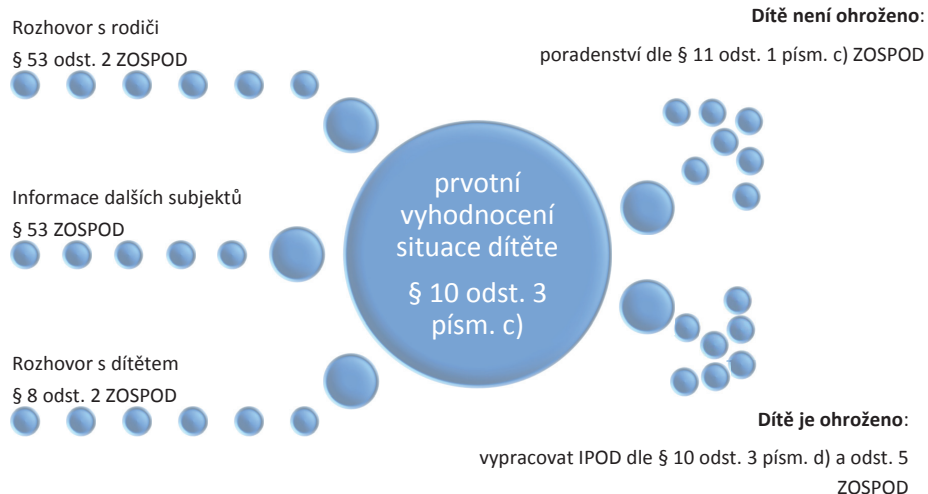 Rozhovor s rodiči
§ 53 odst. 2 ZOSPOD
Informace dalších subjektů
§ 53 ZOSPOD
Rozhovor s dítětem
§ 8 odst. 2 ZOSPOD
prvotní
vyhodnocení
situace dítěte
§ 10 odst. 3
písm. c)
Dítě není ohroženo:
poradenství dle § 11 odst. 1 písm. c) ZOSPOD
Dítě je ohroženo:
vypracovat IPOD dle § 10 odst. 3 písm. d) a odst. 5
ZOSPOD